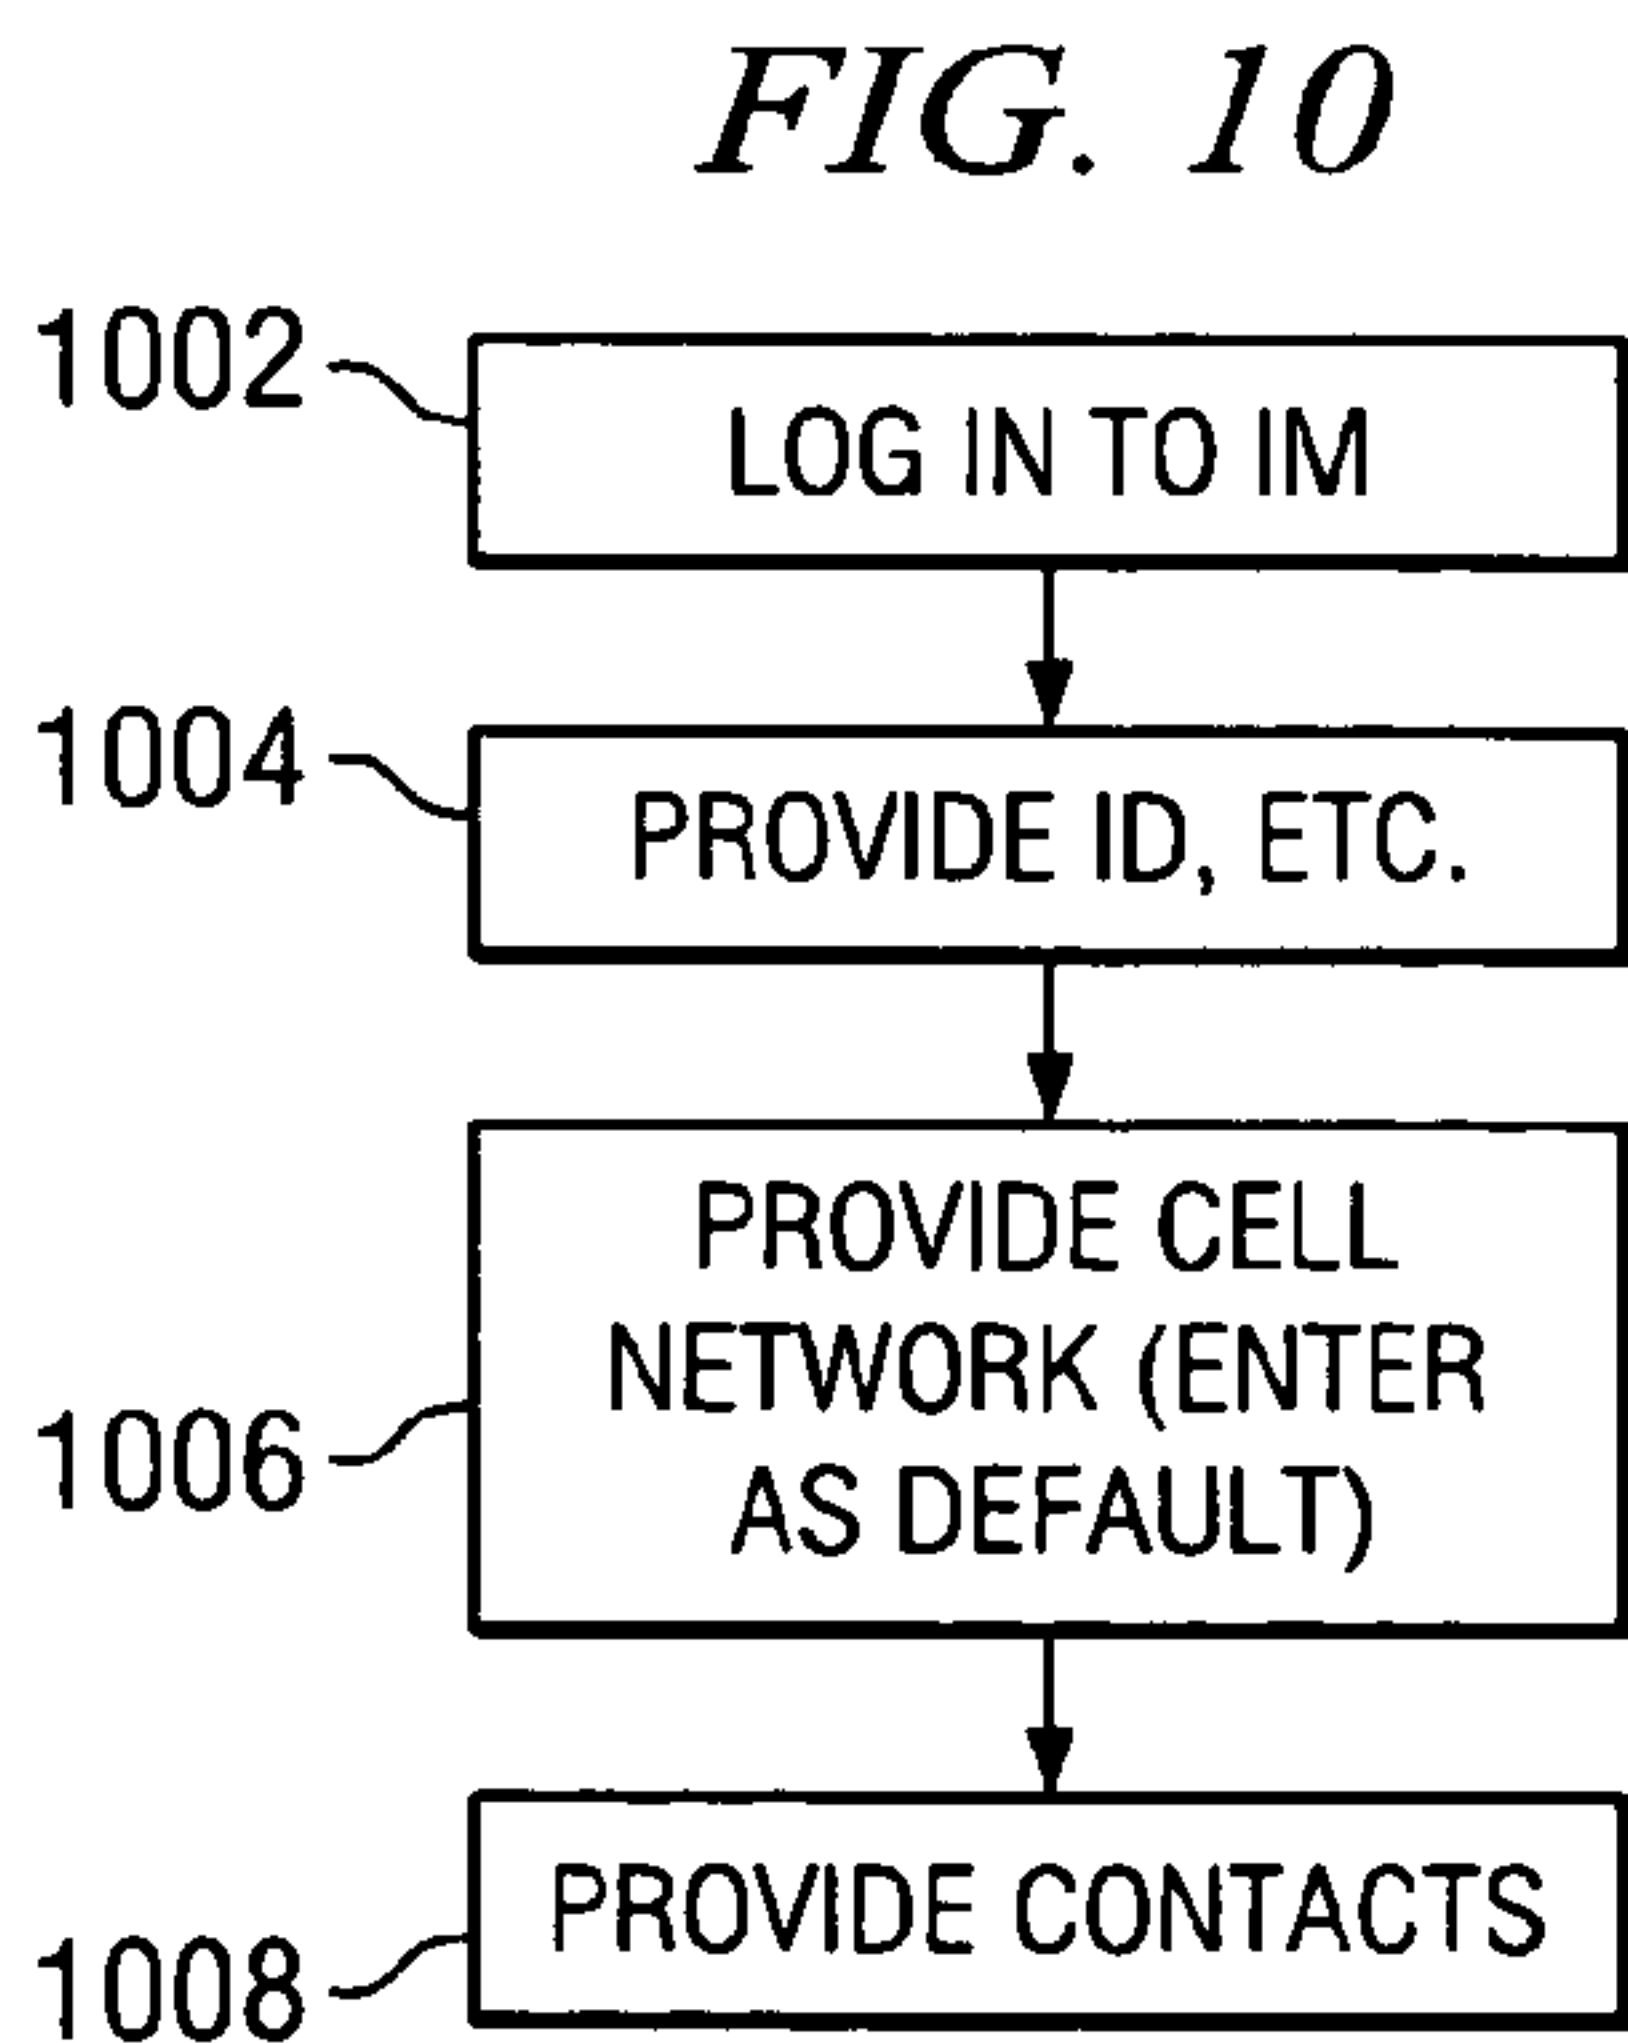 FIG. 10
1002
LOG IN TO IM
1004
PROVIDE ID, ETC.
PROVIDE CELL
NETWORK (ENTER
AS DEFAULT)
1006
PROVIDE CONTACTS
1008